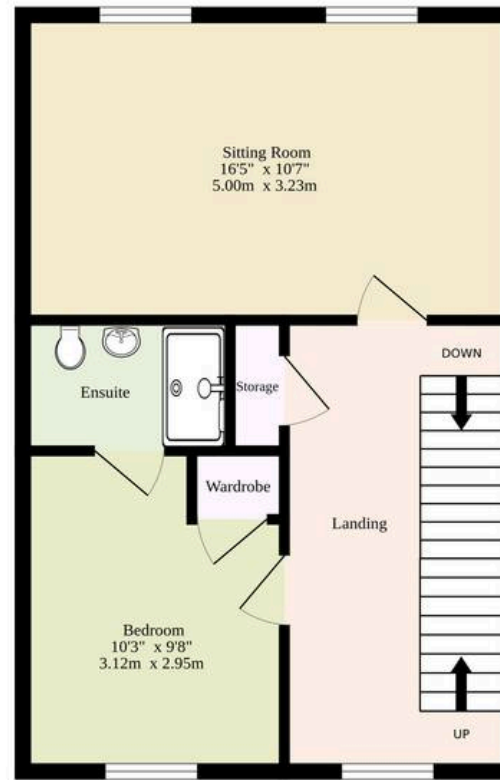 Sitting Room
16'5" x 10'7"
5.00m x 3.23m
DOWN
Ensuite
Storage
Wardrobe
Landing
Bedroom
10'3" x 9'8"
3.12m x 2.95m
UP